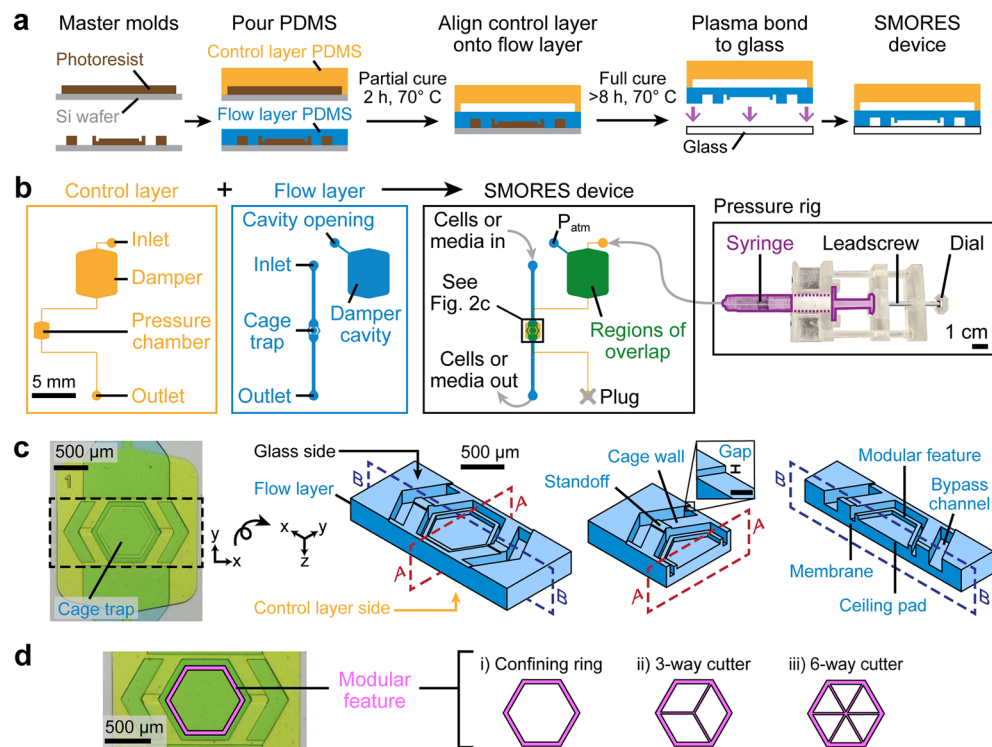 a
Master molds
Photoresist
Si wafer
Pour PDMS
Control layer PDMS
Flow layer PDMS
Partial cure
2 h, 70° C
Align control layer
onto flow layer
Full cure
>8 h, 70° C
Plasma bond
to glass
Glass
SMORES
device
b
Control layer
+
Flow layer
SMORES device
Inlet
Damper
Pressure
chamber
5 mm
Outlet
Cavity opening
Inlet
Damper
cavity
Cage
trap
Outlet
Cells or
media in
Patm
See
Fig. 2c
Regions of
overlap
Cells or
media out
Plug
Pressure rig
Syringe
Leadscrew
Dial
1 cm
c
500 µm
1
Cage trap
y
x
x
y
z
Glass side
Flow layer
Control layer side
500 µm
B
A
A
B
Standoff
Cage wall
Gap
A
A
B
Modular feature
Bypass
channel
Membrane
Ceiling pad
B
d
500 µm
Modular
feature
i) Confining ring
ii) 3-way cutter
iii) 6-way cutter